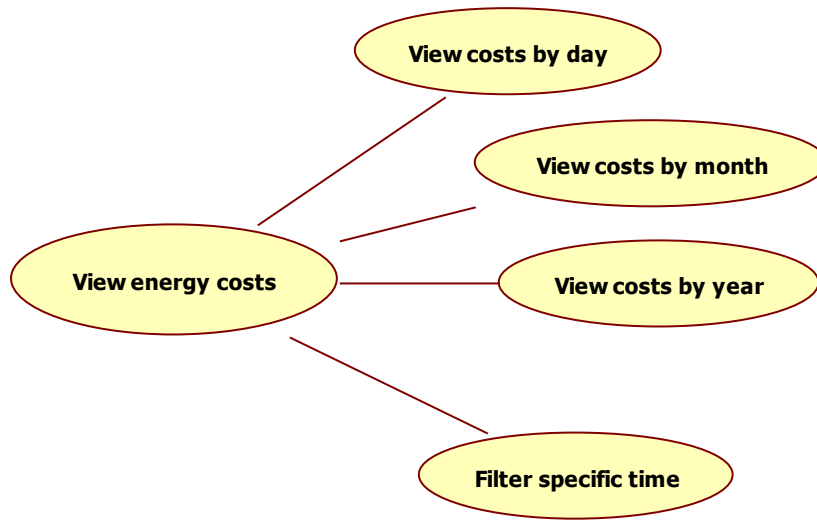 View costs by day
View costs by month
View energy costs
View costs by year
Filter specific time